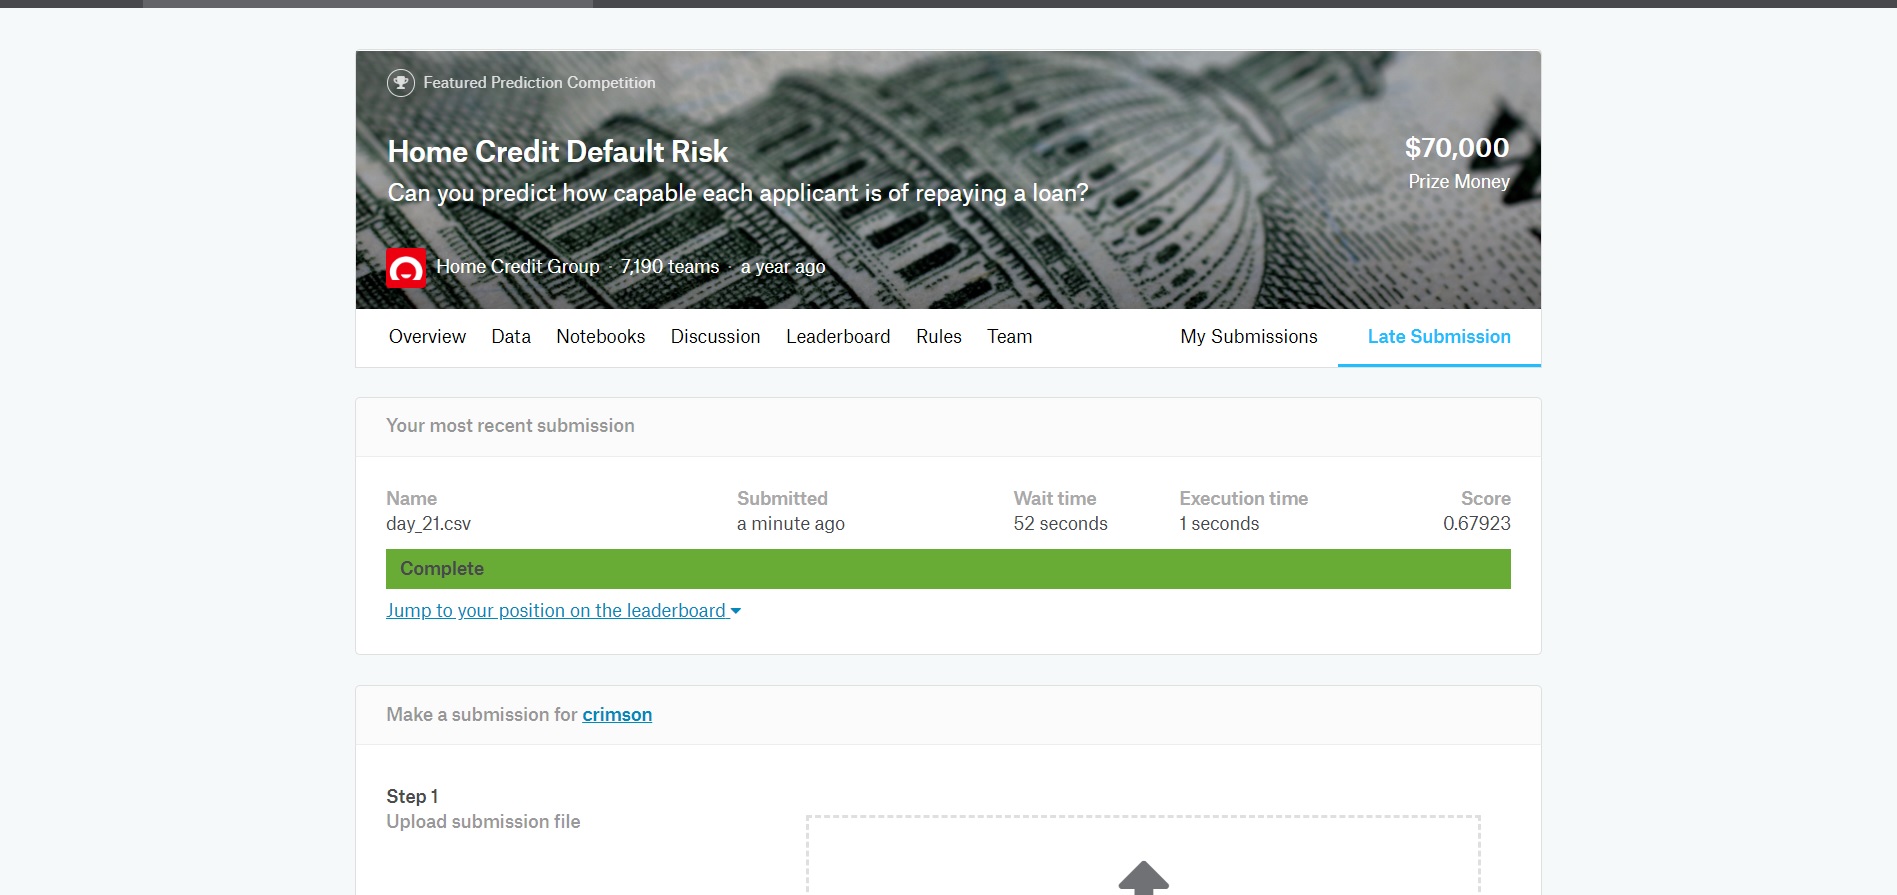 Featured Prediction Competition
Home Credit Default Risk
$70,000
Can you predict how capable each applicant is of repaying a loan?
Prize Money
Home Credit Group · 7,190 teams · a year ago
Overview Data Notebooks Discussion Leaderboard Rules Team My Submissions Late Submission
Your most recent submission
Name Submitted Wait time Execution time Score
day_21.csv a minute ago 52 seconds 1 seconds 0.67923
Complete
Jump to your position on the leaderboard
Make a submission for crimson
Step 1
Upload submission file